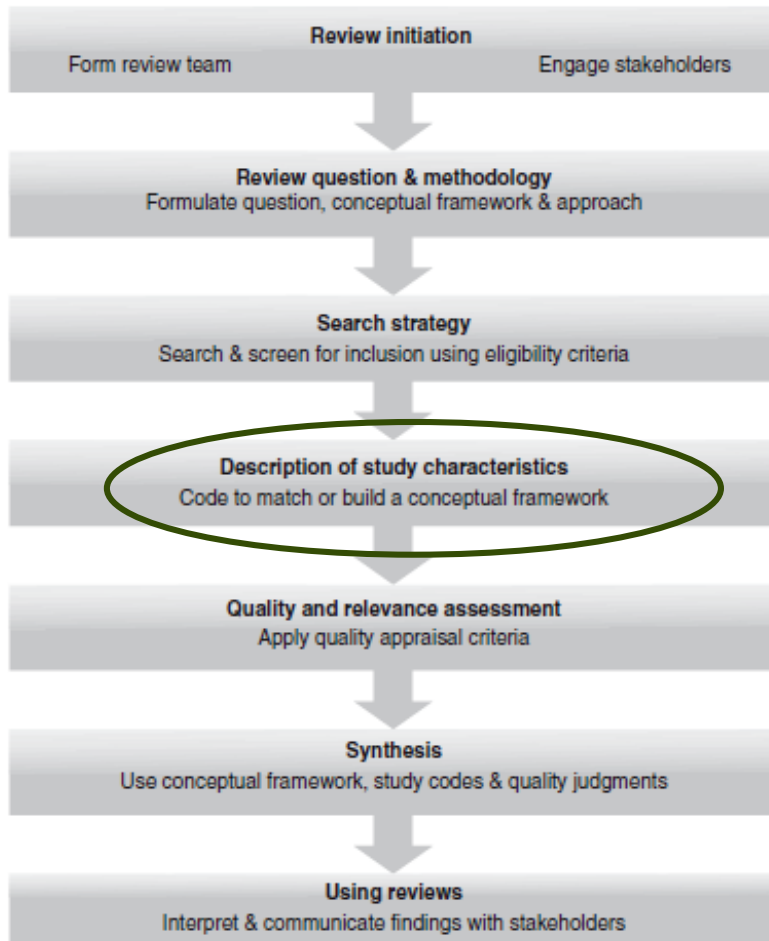 Review initiation
Form review team Engage stakeholders
Review question & methodology
Formulate question, conceptual framework & approach
Search strategy
Search & screen for inclusion using eligibility criteria
Description of study characteristics
Code to match or build a conceptual framework
Quality and relevance assessment
Apply quality appraisal criteria
Synthesis
Use conceptual framework, study codes & quality judgments
Using reviews
Interpret & communicate findings with stakeholders